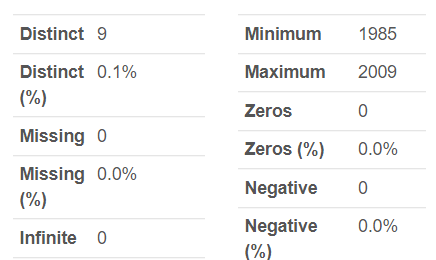 Distinct 9
Distinct 0.1%
(%)
Missing 0
Missing 0.0%
(%)
Infinite 0
Minimum 1985
Maximum 2009
Zeros 0
Zeros (%) 0.0%
Negative 0
Negative 0.0%
(%)